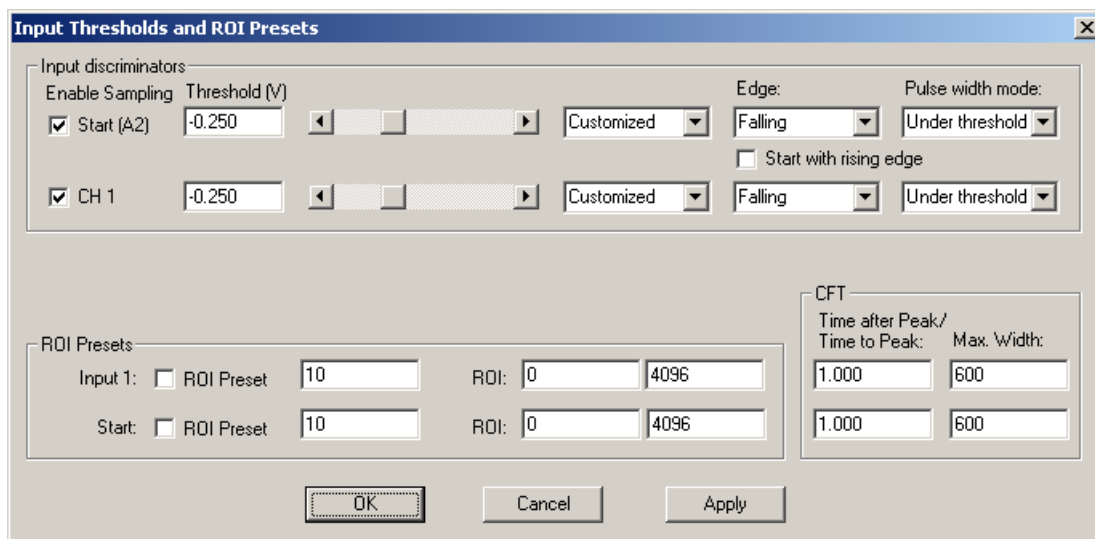 Input Thresholds and ROI Presets
Input discriminators
Enable Sampling Threshold (V) Edge: Pulse width mode:
Start (A2) -0.250 Customized Falling Under threshold
Start with rising edge
CH 1 -0.250 Customized Falling Under threshold
CFT
Time after Peak/
Time to Peak: Max. Width:
ROI Presets
Input 1: ROI Preset 10 ROI: 0 4096 1.000 600
Start: ROI Preset 10 ROI: 0 4096 1.000 600
OK Cancel Apply